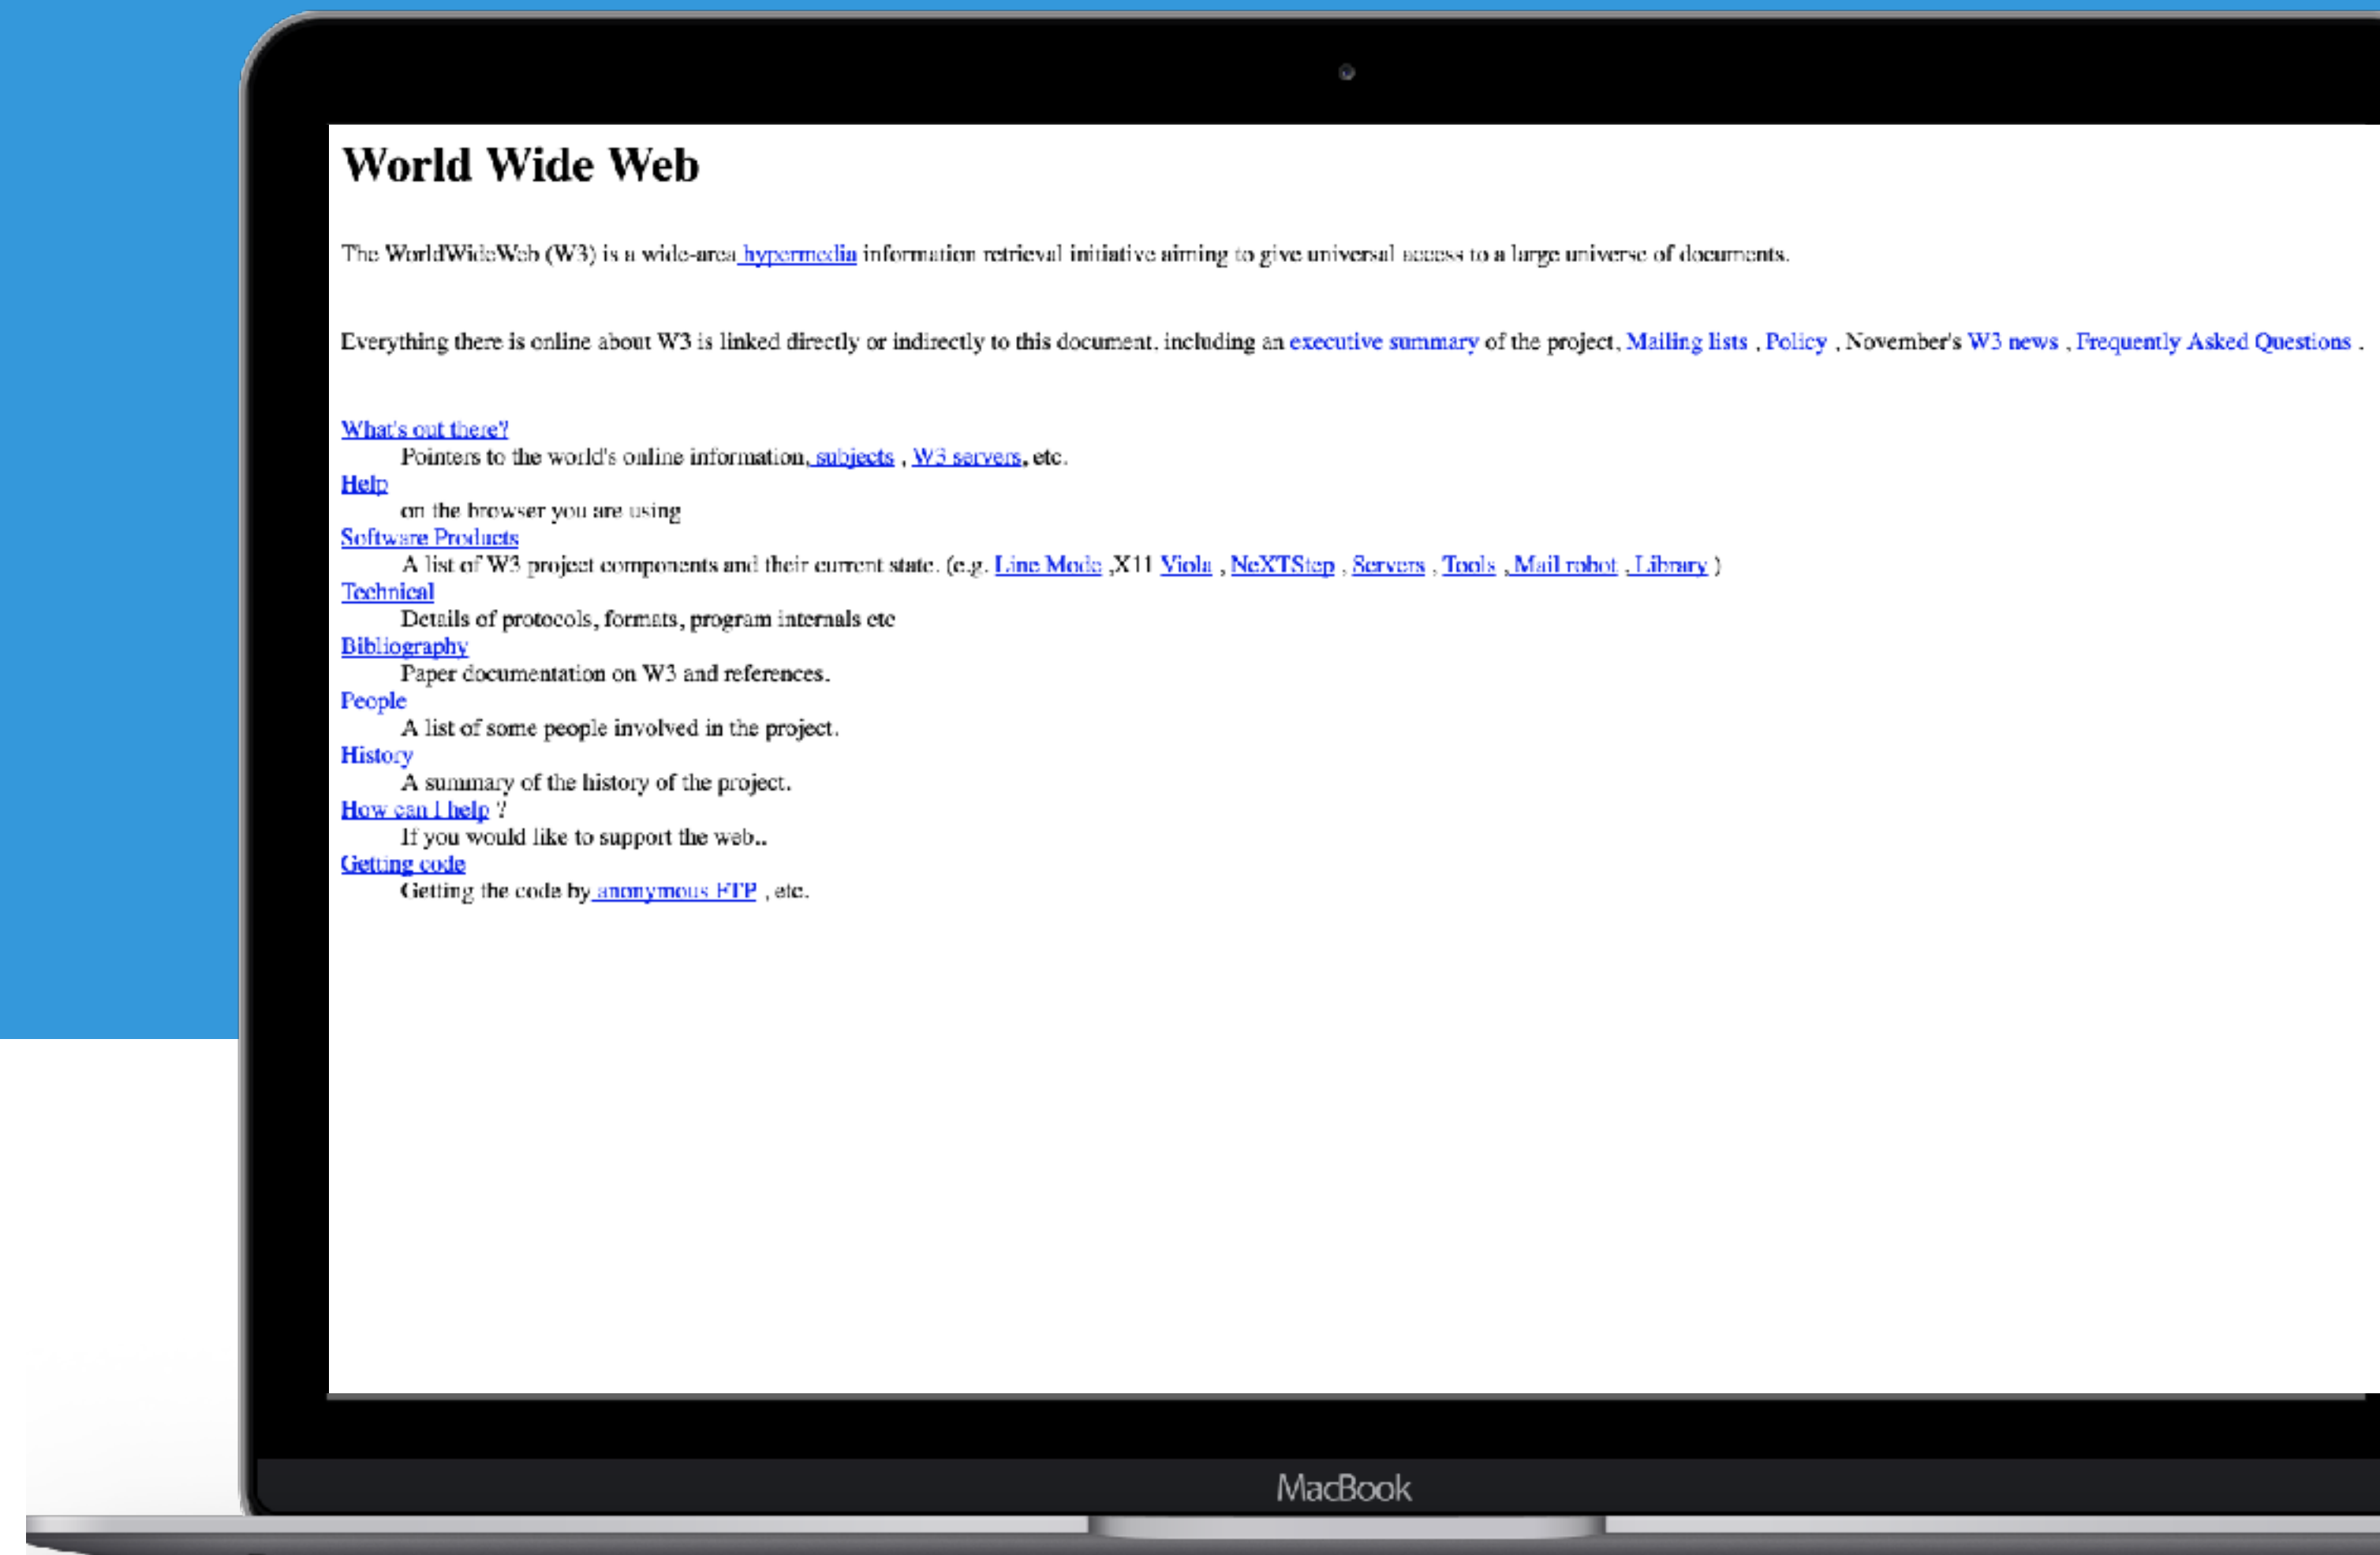 World Wide Web
The WorldWideWeb (W3) is a wide-area hypermedia information retrieval initiative aiming to give universal access to a large universe of documents.
Everything there is online about W3 is linked directly or indirectly to this document, including an executive summary of the project, Mailing lists , Policy , November's W3 news , Frequently Asked Questions .
What's out there?
Pointers to the world's online information, subjects , W3 servers, etc.
Help
on the browser you are using
Software Products
A list of W3 project components and their current state. (e.g. Line Mode ,X11 Viola , NeXTStep , Servers , Tools , Mail robot , Library )
Technical
Details of protocols, formats, program internals etc
Bibliography
Paper documentation on W3 and references.
People
A list of some people involved in the project.
History
A summary of the history of the project.
How can I help ?
If you would like to support the web..
Getting code
Getting the code by anonymous FTP , etc.
MacBook